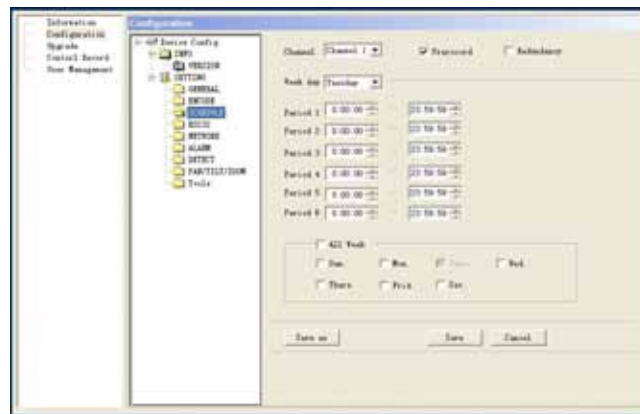 Information
Configuration
Upgrade
Control Record
User Management
Configuration
Device Config
INFO
VERSION
SETTING
GENERAL
ENCODE
SCHEDULE
RS232
NETWORK
ALARM
DETECT
PAN/TILT/ZOOM
Tools
Channel Channel 1 Prerecord Redundancy
Week day Tuesday
Period 1 0:00:00 23:59:59
Period 2 0:00:00 23:59:59
Period 3 0:00:00 23:59:59
Period 4 0:00:00 23:59:59
Period 5 0:00:00 23:59:59
Period 6 0:00:00 23:59:59
All Week
Sun. Mon. Wed.
Thurs Frid. Sat.
Save as Save Cancel